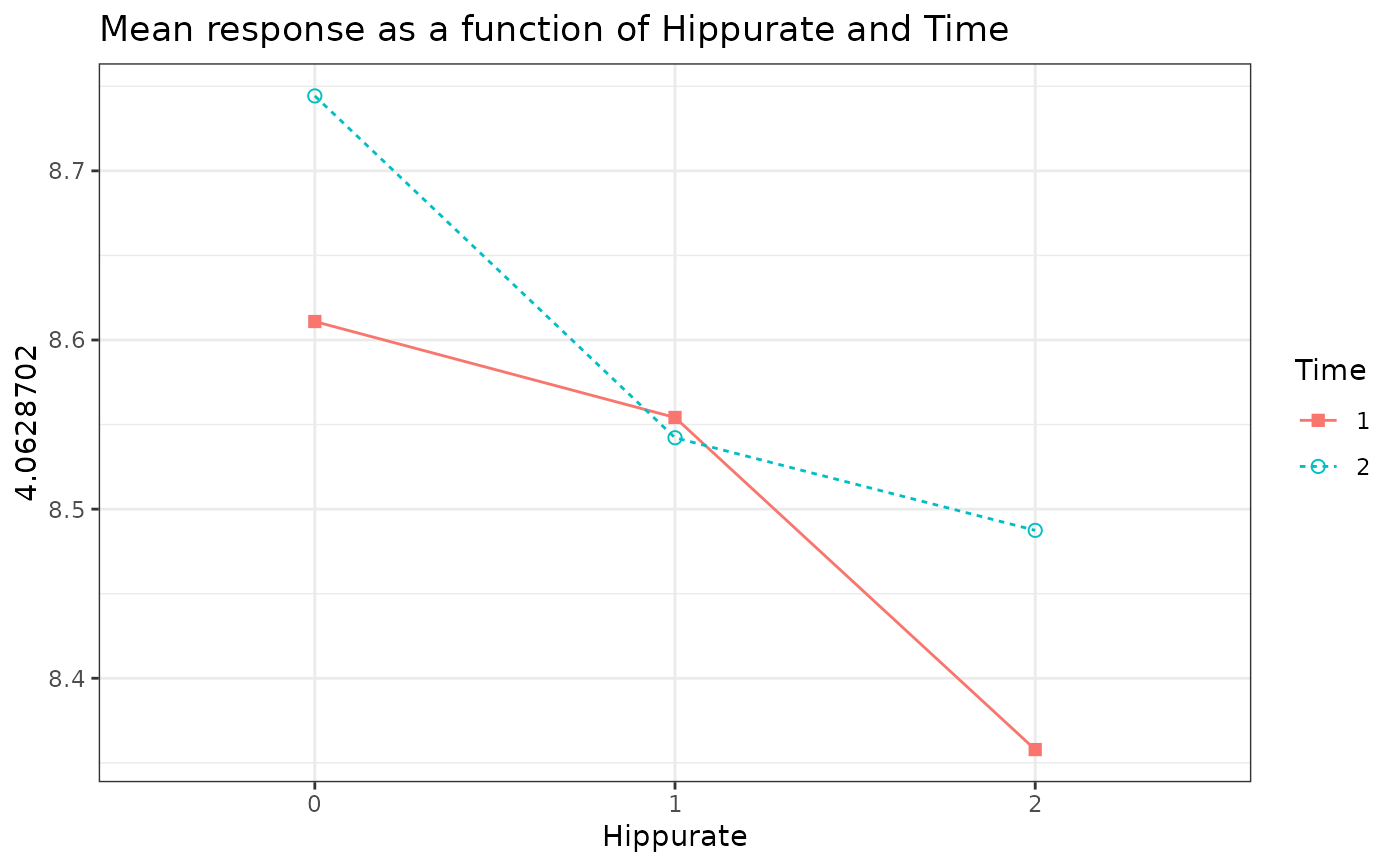 Mean response as a function of Hippurate and Time
4.0628702
8.7
8.6
8.5
8.4
0 1 2
Hippurate
Time
1
2